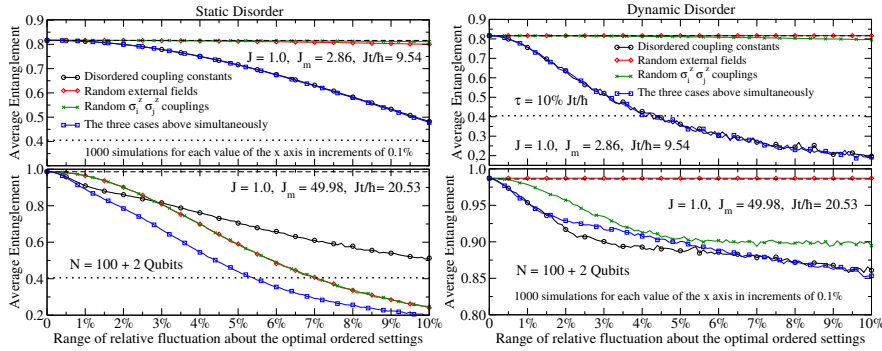 Static Disorder
Average Entanglement
0.9
0.8
0.7
0.6
0.5
0.4
J = 1.0, J_m = 2.86, Jt/h= 9.54
Disordered coupling constants
Random external fields
Random σ_i^z σ_j^z couplings
The three cases above simultaneously
1000 simulations for each value of the x axis in increments of 0.1%
Average Entanglement
1.0
0.8
0.6
0.4
0.2
J = 1.0, J_m = 49.98, Jt/h= 20.53
N = 100 + 2 Qubits
0 1% 2% 3% 4% 5% 6% 7% 8% 9% 10%
Range of relative fluctuation about the optimal ordered settings
Dynamic Disorder
Average Entanglement
0.9
0.8
0.7
0.6
0.5
0.4
0.3
0.2
Disordered coupling constants
Random external fields
Random σ_i^z σ_j^z couplings
The three cases above simultaneously
τ = 10% Jt/h
J = 1.0, J_m = 2.86, Jt/h= 9.54
Average Entanglement
1.00
0.95
0.90
0.85
0.80
J = 1.0, J_m = 49.98, Jt/h= 20.53
N = 100 + 2 Qubits
1000 simulations for each value of the x axis in increments of 0.1%
0 1% 2% 3% 4% 5% 6% 7% 8% 9% 10%
Range of relative fluctuation about the optimal ordered settings